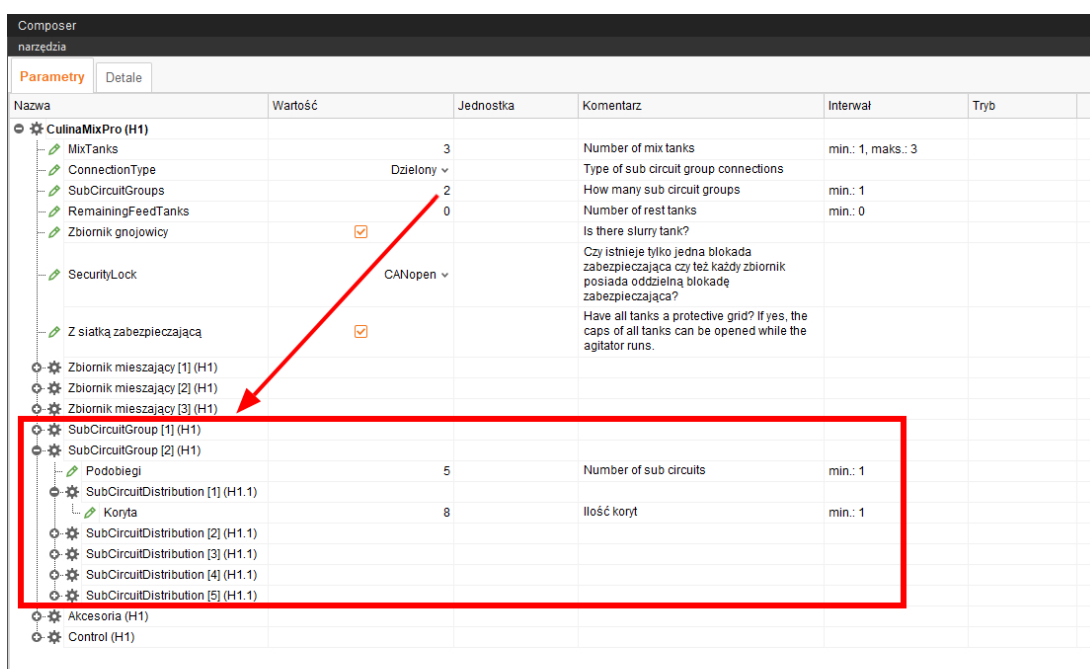 Composer
narzędzia
Parametry Detale
Nazwa Wartość Jednostka Komentarz Interwał Tryb
CulinaMixPro (H1)
MixTanks 3 Number of mix tanks min.: 1, maks.: 3
ConnectionType Dzielony Type of sub circuit group connections
SubCircuitGroups 2 How many sub circuit groups min.: 1
RemainingFeedTanks 0 Number of rest tanks min.: 0
Zbiornik gnojowicy Is there slurry tank?
SecurityLock CANopen Czy istnieje tylko jedna blokada
zabezpieczająca czy też każdy zbiornik
posiada oddzielną blokadę
zabezpieczająca?
Z siatką zabezpieczającą Have all tanks a protective grid? If yes, the
caps of all tanks can be opened while the
agitator runs.
Zbiornik mieszający [1] (H1)
Zbiornik mieszający [2] (H1)
Zbiornik mieszający [3] (H1)
SubCircuitGroup [1] (H1)
SubCircuitGroup [2] (H1)
Podobiegi 5 Number of sub circuits min.: 1
SubCircuitDistribution [1] (H1.1)
Koryta 8 Ilość koryt min.: 1
SubCircuitDistribution [2] (H1.1)
SubCircuitDistribution [3] (H1.1)
SubCircuitDistribution [4] (H1.1)
SubCircuitDistribution [5] (H1.1)
Akcesoria (H1)
Control (H1)